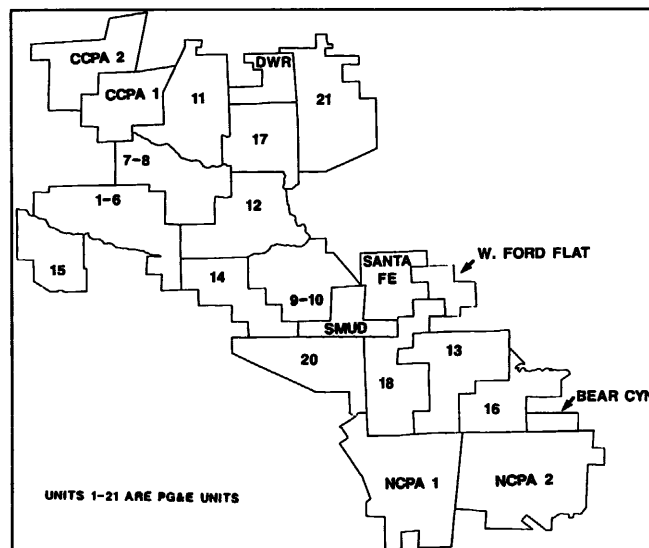 CCPA 2
DWR
CCPA 1
11
21
17
7-8
1-6
12
15
14
9-10
SANTA
FE
W. FORD FLAT
SMUD
20
18
13
16
BEAR CYN
NCPA 1
NCPA 2
UNITS 1-21 ARE PG&E UNITS